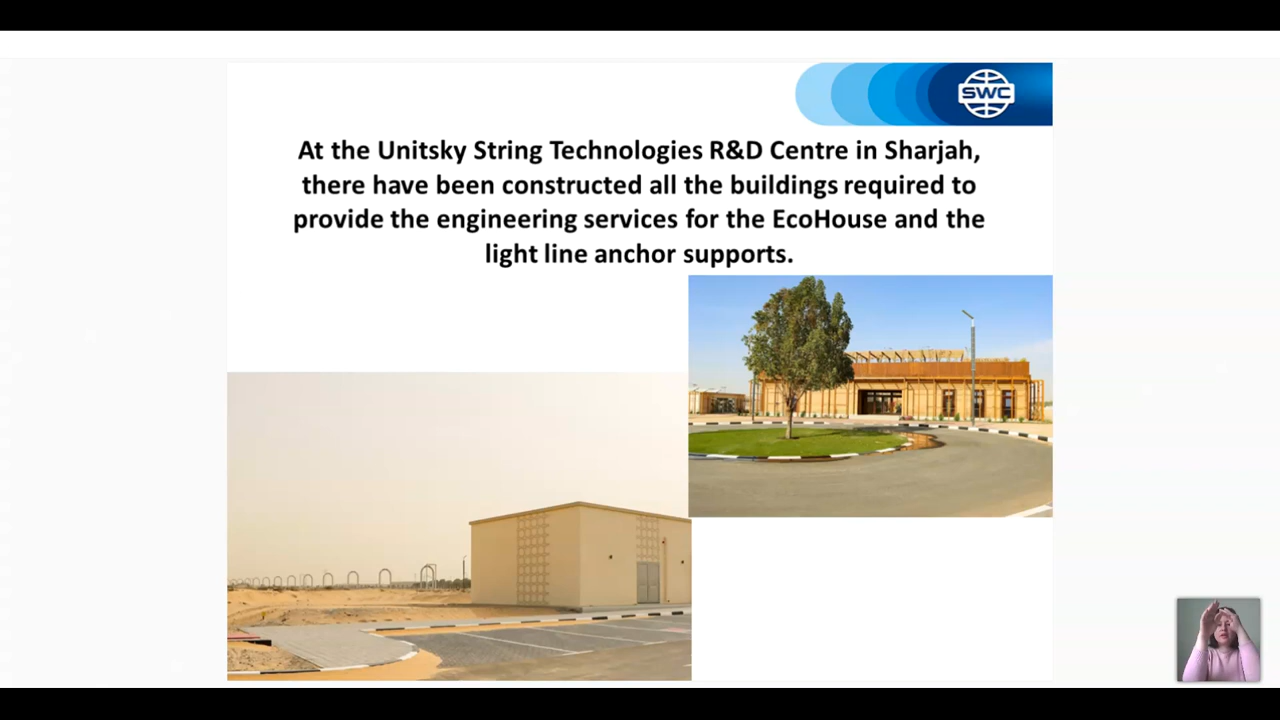 SWC
At the Unitsky String Technologies R&D Centre in Sharjah,
there have been constructed all the buildings required to
provide the engineering services for the EcoHouse and the
light line anchor supports.